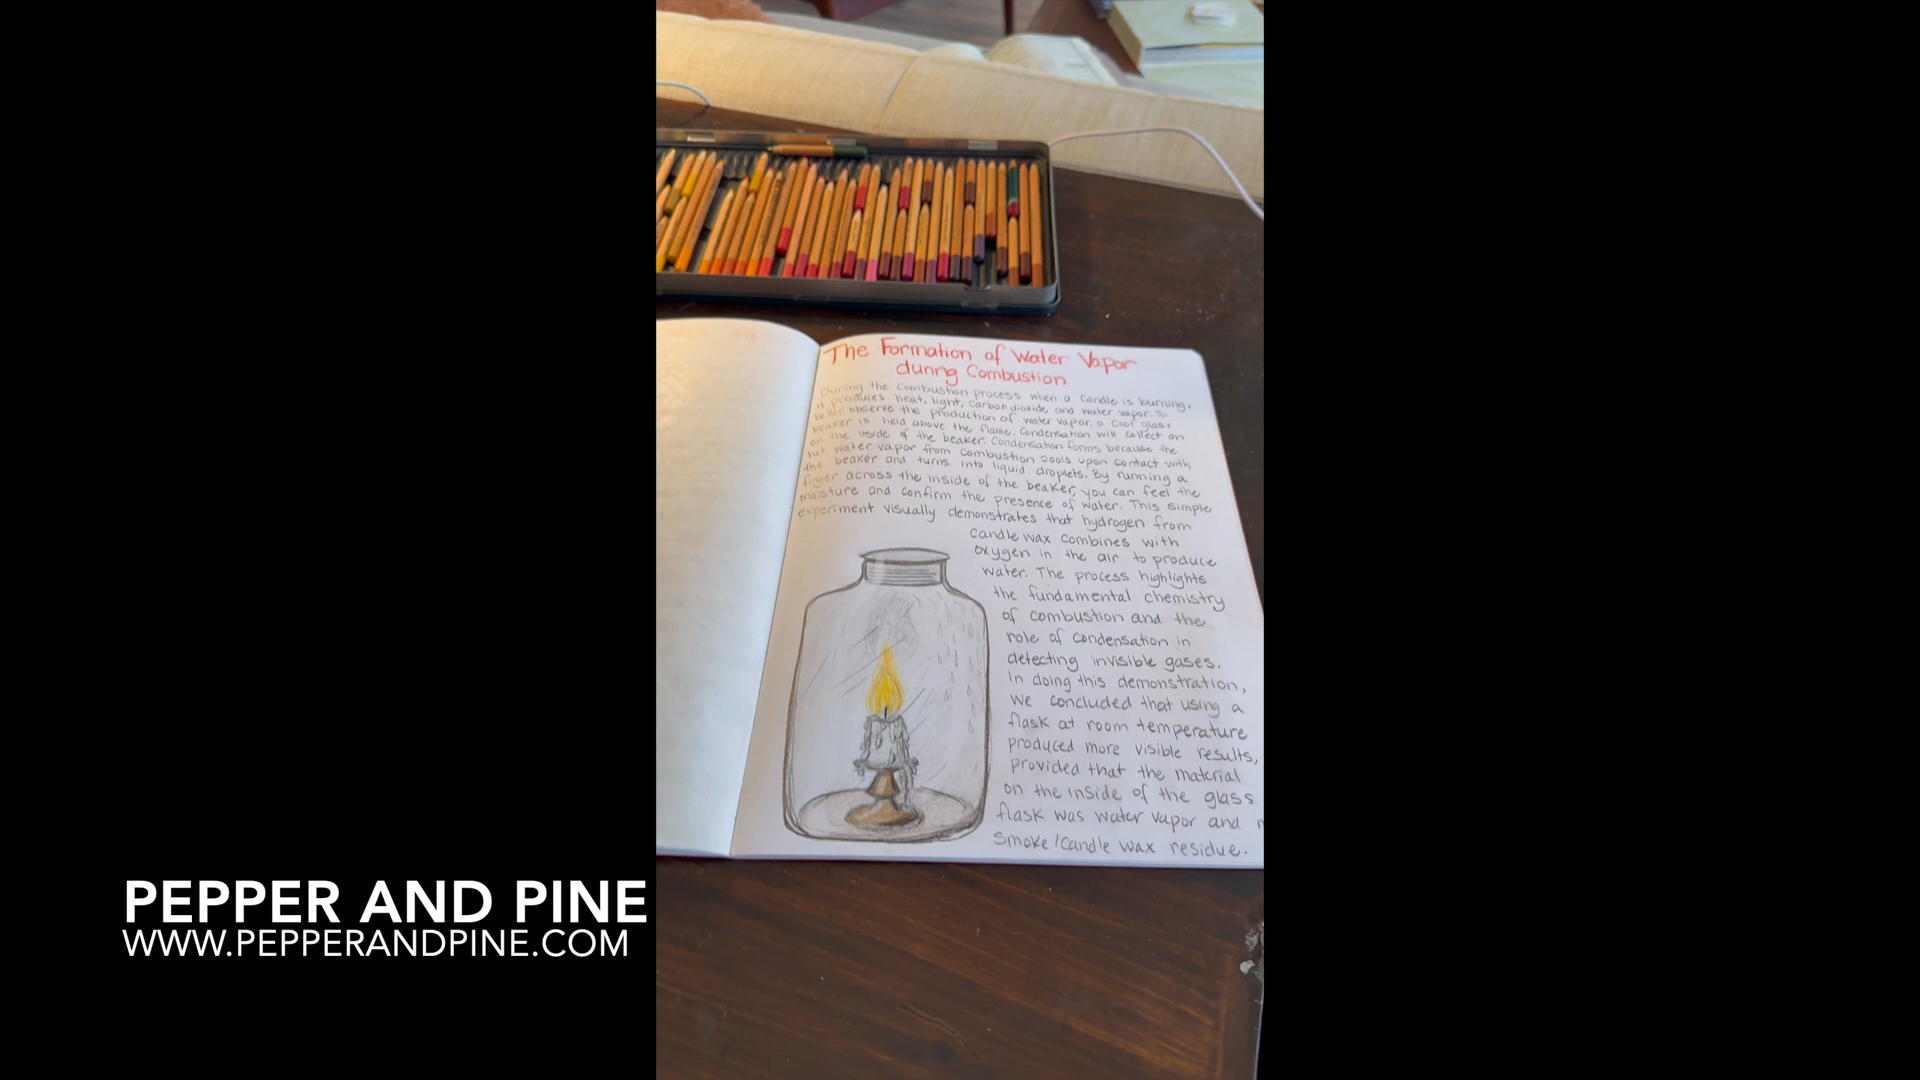 The Formation of Water Vapor
during Combustion
During the combustion process when a candle is burning,
it produces heat, light, carbon dioxide, and water vapor. To
better observe the production of water vapor, a cool glass
beaker is held above the flame. Condensation will collect on
on the inside of the beaker. Condensation forms because the
hot water vapor from combustion cools upon contact with
the beaker and turns into liquid droplets. By running a
finger across the inside of the beaker, you can feel the
moisture and confirm the presence of water. This simple
experiment visually demonstrates that hydrogen from
candle wax combines with
oxygen in the air to produce
water. The process highlights
the fundamental chemistry
of combustion and the
role of condensation in
detecting invisible gases.
In doing this demonstration,
we concluded that using a
flask at room temperature
produced more visible results,
provided that the material
on the inside of the glass
flask was water vapor and
smoke/candle wax residue.
PEPPER AND PINE
WWW.PEPPERANDPINE.COM